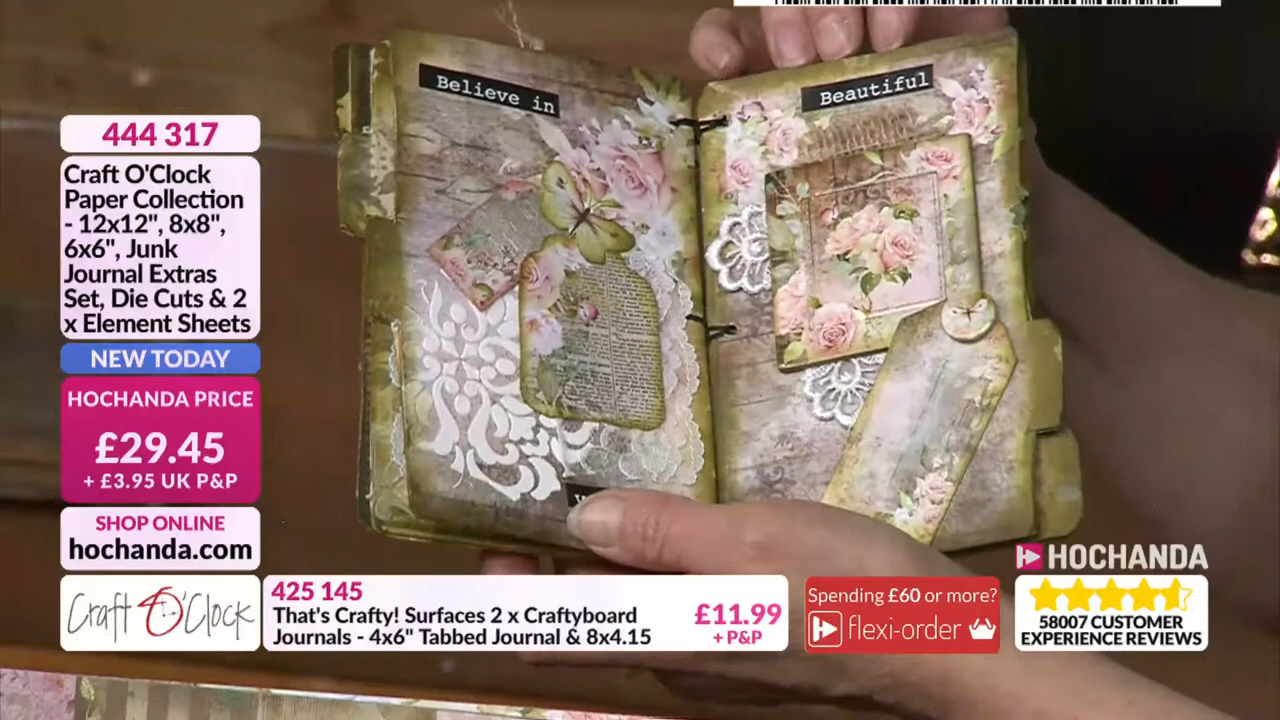 Believe in
Beautiful
444 317
Craft O'Clock
Paper Collection
- 12x12", 8x8",
6x6", Junk
Journal Extras
Set, Die Cuts & 2
x Element Sheets
NEW TODAY
HOCHANDA PRICE
£29.45
+ £3.95 UK P&P
SHOP ONLINE
hochanda.com
Craft O'Clock
425 145
That's Crafty! Surfaces 2 x Craftyboard
Journals - 4x6" Tabbed Journal & 8x4.15
£11.99
+ P&P
Spending £60 or more?
flexi-order
HOCHANDA
58007 CUSTOMER
EXPERIENCE REVIEWS